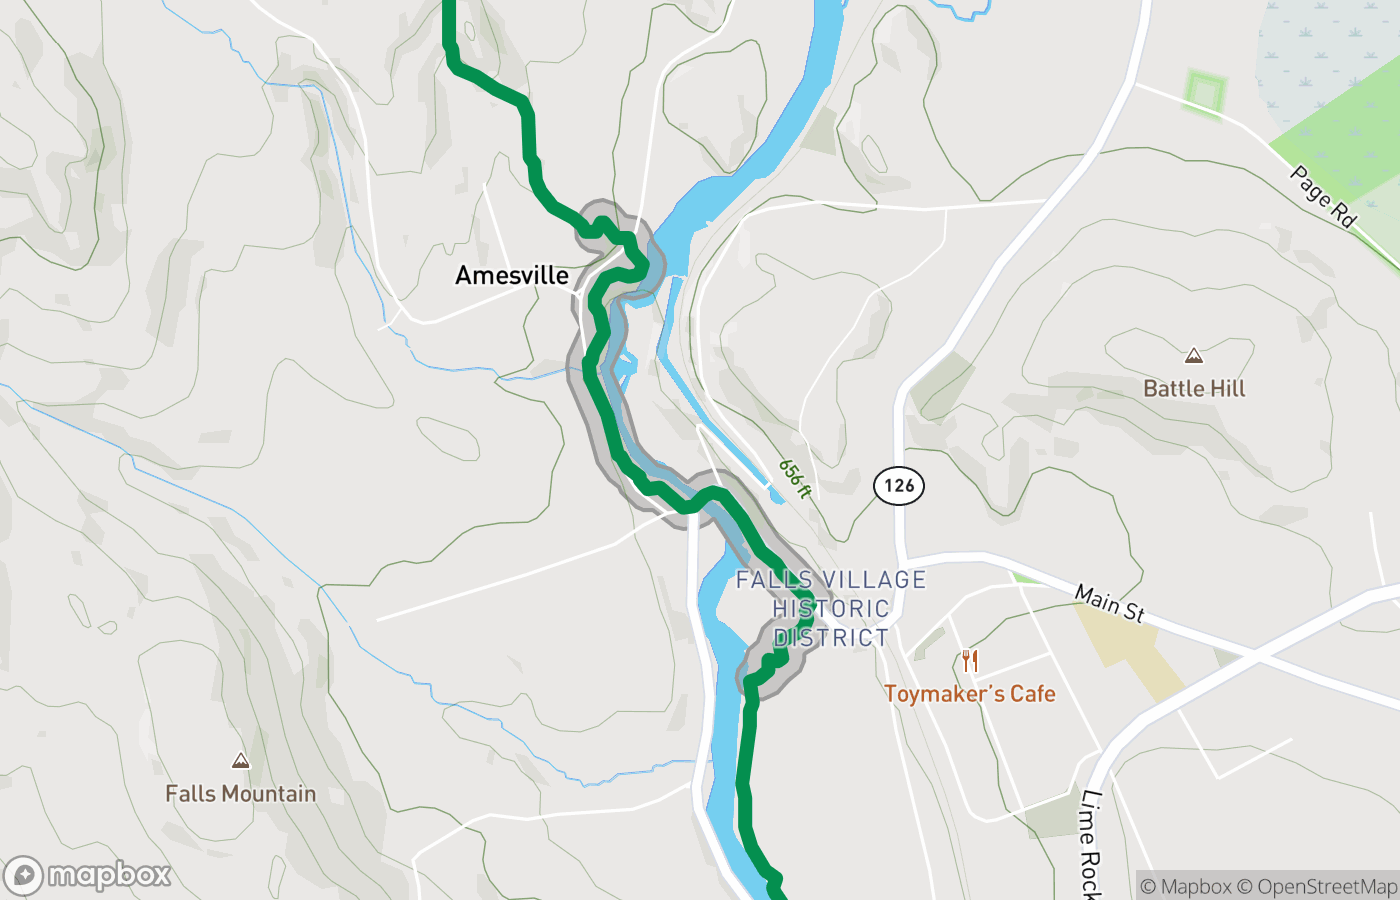 Page Rd
Amesville
Battle Hill
656 ft
126
FALLS VILLAGE
HISTORIC
DISTRICT
Main St
Toymaker's Cafe
Falls Mountain
Lime Rock
mapbox
© Mapbox © OpenStreetMap